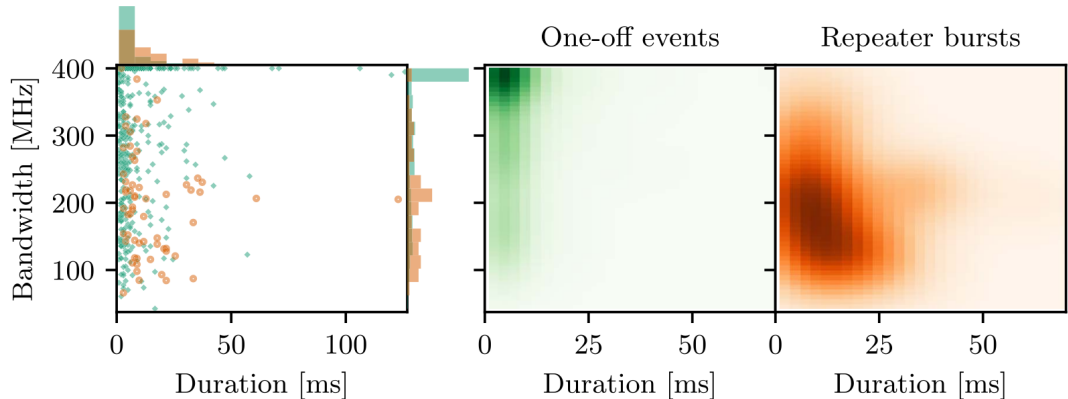 One-off events
Repeater bursts
Bandwidth [MHz]
400
300
200
100
0
50
100
0
25
50
0
25
50
Duration [ms]
Duration [ms]
Duration [ms]